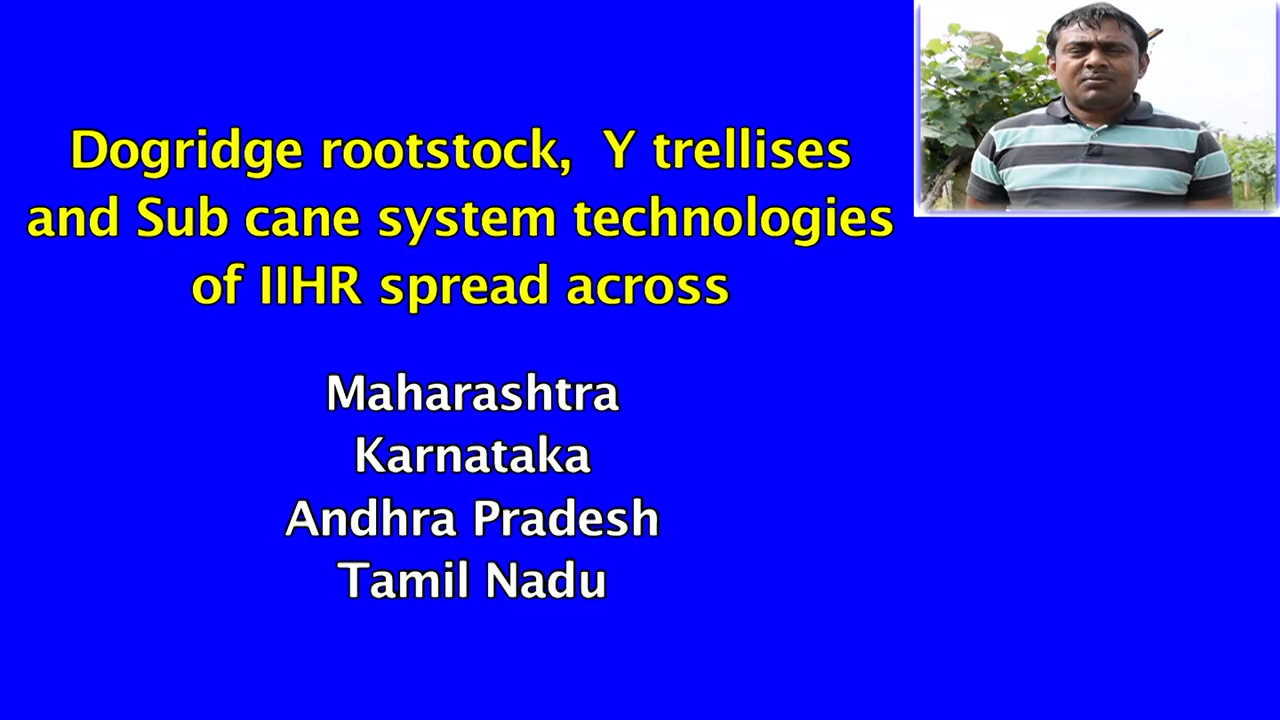 Dogridge rootstock,  Y trellises
and Sub cane system technologies
of IIHR spread across
Maharashtra
Karnataka
Andhra Pradesh
Tamil Nadu